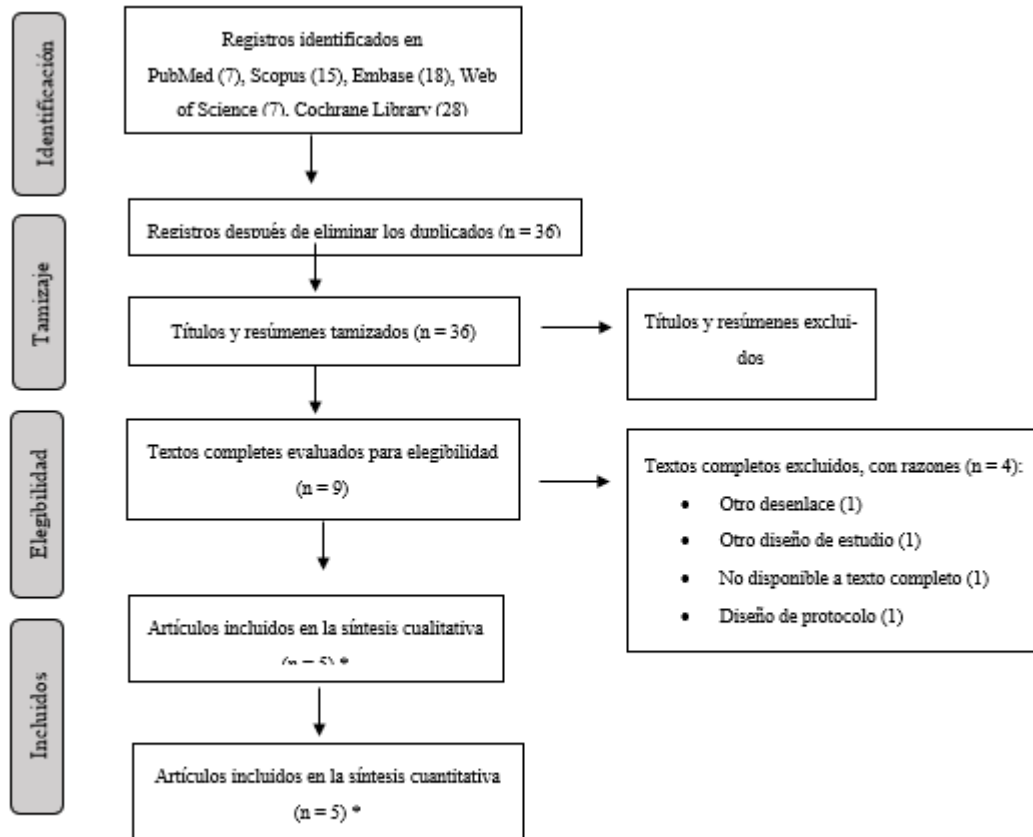 Identificación
Registros identificados en
PubMed (7), Scopus (15), Embase (18), Web
of Science (7), Cochrane Library (28)
Tamizaje
Registros después de eliminar los duplicados (n = 36)
Títulos y resúmenes tamizados (n = 36)
Títulos y resúmenes exclui-
dos
Elegibilidad
Textos completes evaluados para elegibilidad
(n = 9)
Textos completos excluidos, con razones (n = 4):
• Otro desenlace (1)
• Otro diseño de estudio (1)
• No disponible a texto completo (1)
• Diseño de protocolo (1)
Incluidos
Artículos incluidos en la síntesis cualitativa
(n = 5) *
Artículos incluidos en la síntesis cuantitativa
(n = 5) *